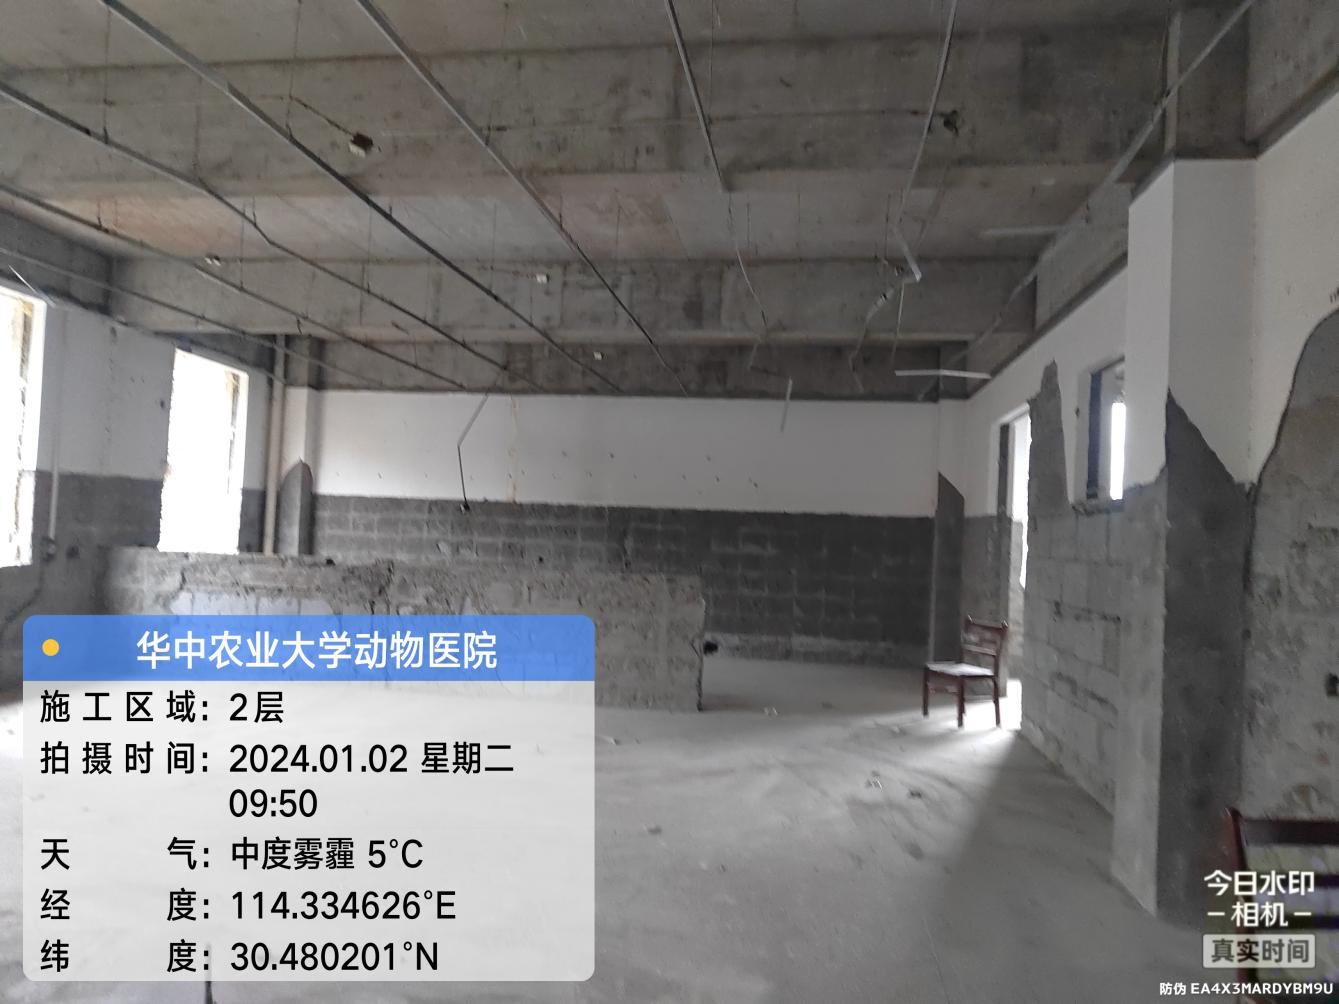 华中农业大学动物医院
施工区域：2层
拍摄时间：2024.01.02 星期二
09:50
天气：中度雾霾 5°C
经度：114.334626°E
纬度：30.480201°N
今日水印
－相机－
真实时间
防伪 EA4X3MARDYBM9U